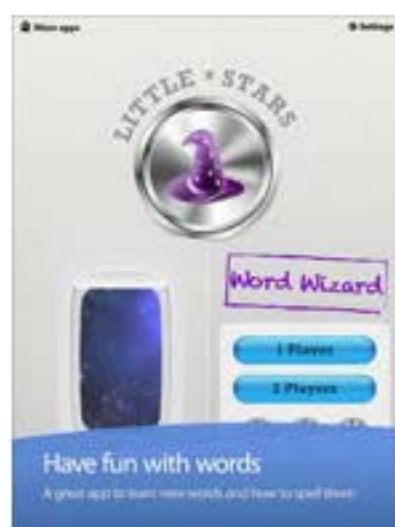 More apps
Settings
LITTLE * STARS
Word Wizard
1 Player
2 Players
Have fun with words
A great app to learn new words and how to spell them